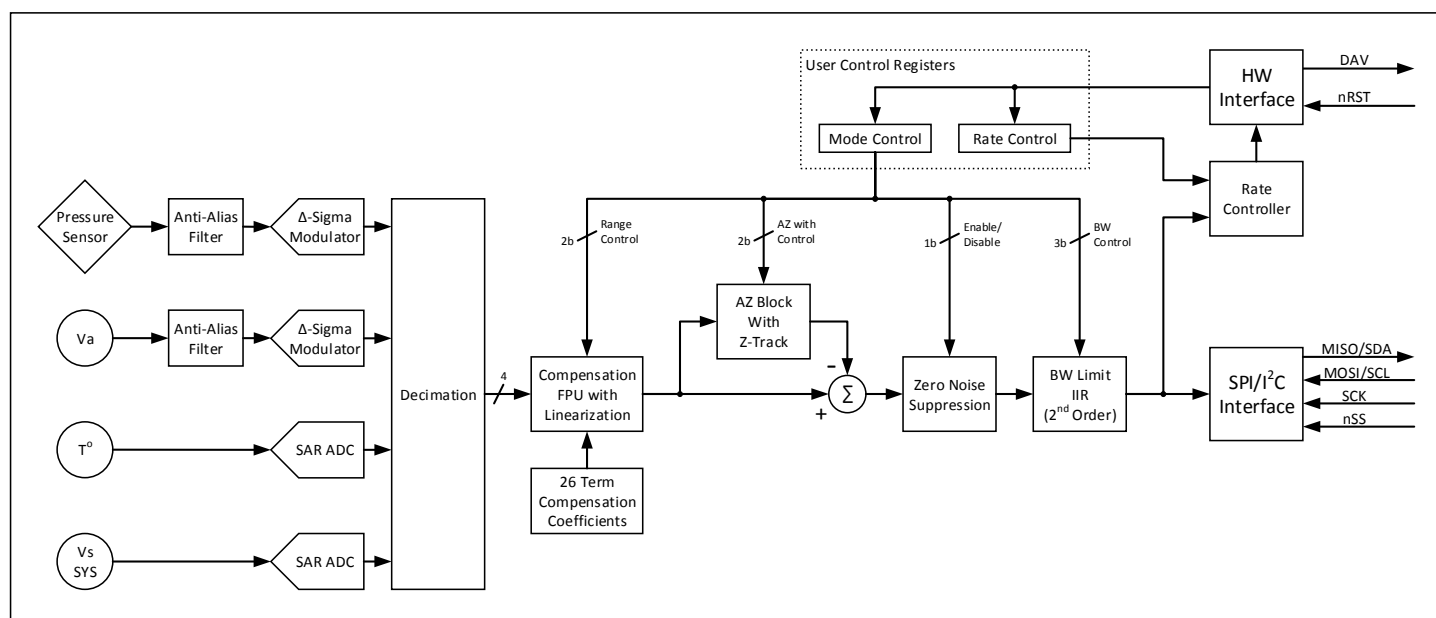 User Control Registers
Mode Control
Rate Control
HW
Interface
DAV
nRST
Rate
Controller
Pressure
Sensor
Anti-Alias
Filter
Δ-Sigma
Modulator
2b
Range
Control
2b
AZ with
Control
1b
Enable/
Disable
3b
BW
Control
Va
Anti-Alias
Filter
Δ-Sigma
Modulator
AZ Block
With
Z-Track
Decimation
4
Compensation
FPU with
Linearization
-
+
Σ
Zero Noise
Suppression
BW Limit
IIR
(2nd Order)
SPI/I²C
Interface
MISO/SDA
MOSI/SCL
SCK
nSS
T°
SAR ADC
26 Term
Compensation
Coefficients
Vs
SYS
SAR ADC